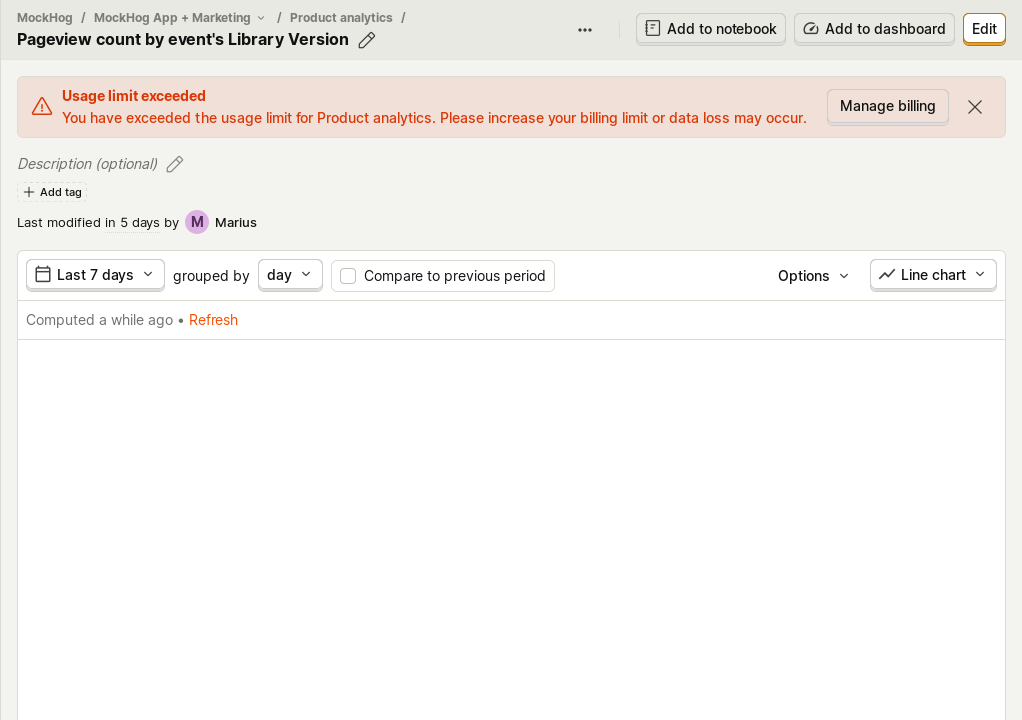 MockHog / MockHog App + Marketing / Product analytics /
Pageview count by event's Library Version
Add to notebook
Add to dashboard
Edit
Usage limit exceeded
You have exceeded the usage limit for Product analytics. Please increase your billing limit or data loss may occur.
Manage billing
Description (optional)
Add tag
Last modified in 5 days by M Marius
Last 7 days grouped by day Compare to previous period Options Line chart
Computed a while ago • Refresh